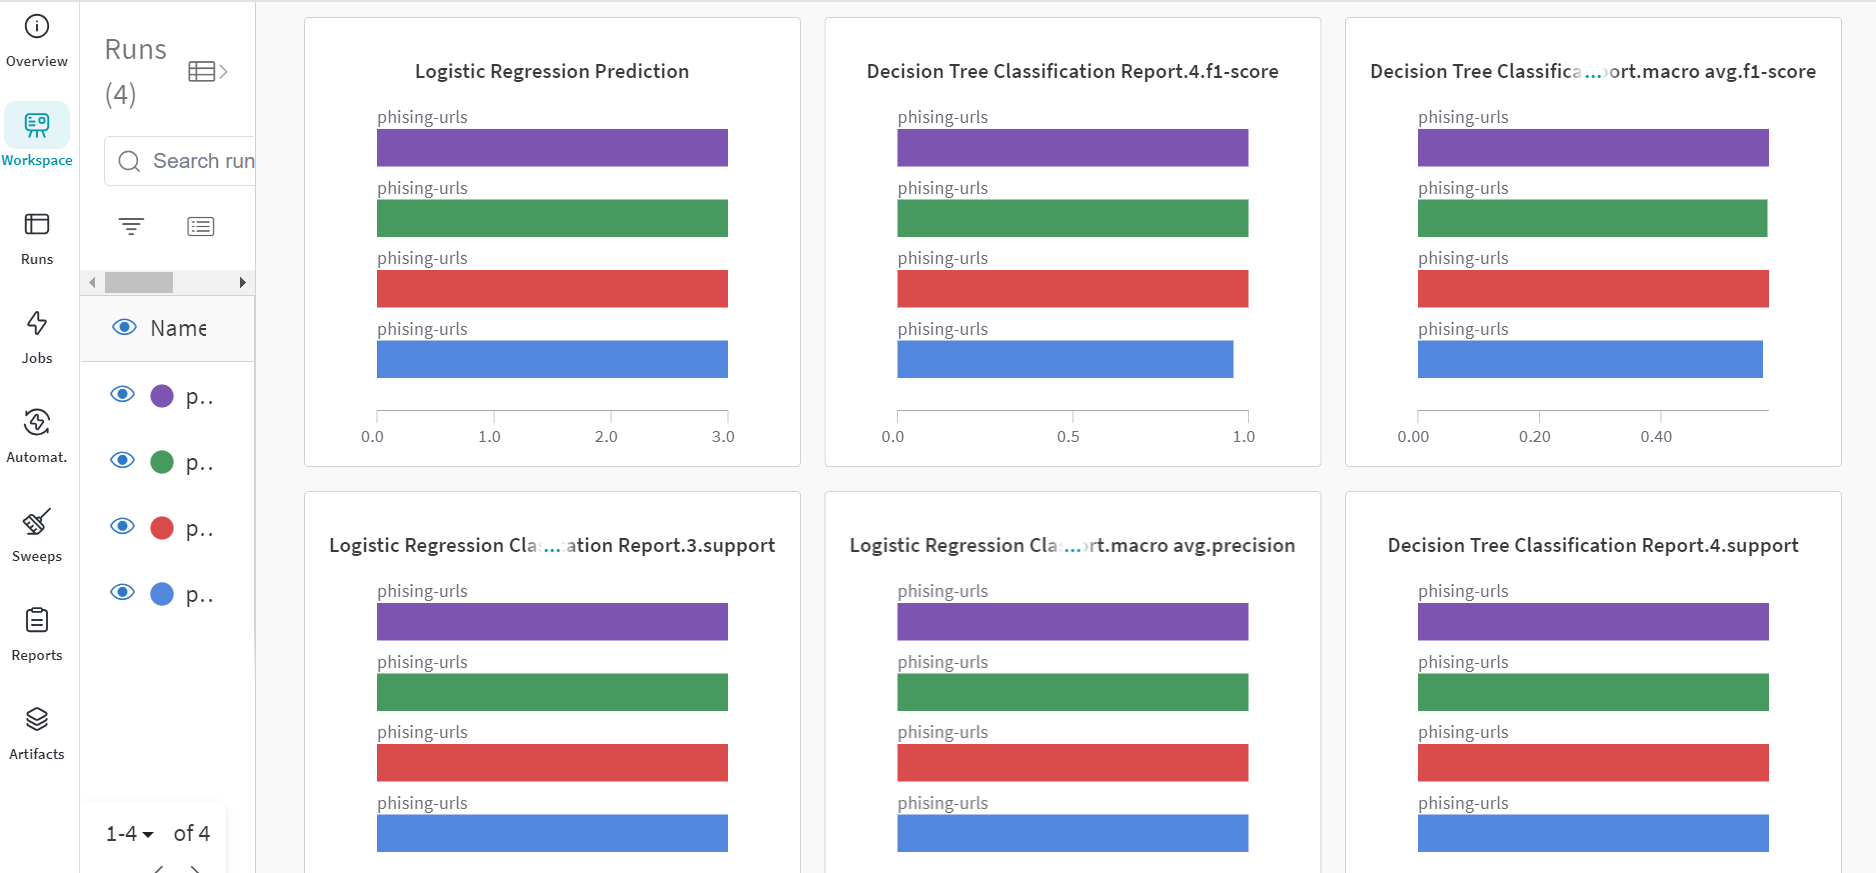 Overview
Workspace
Runs
Jobs
Automat.
Sweeps
Reports
Artifacts
Runs
(4)
Search run
Name
p..
p..
p..
p..
1-4 of 4
Logistic Regression Prediction
phising-urls
phising-urls
phising-urls
phising-urls
0.0 1.0 2.0 3.0
Decision Tree Classification Report.4.f1-score
phising-urls
phising-urls
phising-urls
phising-urls
0.0 0.5 1.0
Decision Tree Classifica...ort.macro avg.f1-score
phising-urls
phising-urls
phising-urls
phising-urls
0.00 0.20 0.40
Logistic Regression Cla...ation Report.3.support
phising-urls
phising-urls
phising-urls
phising-urls
Logistic Regression Clas...rt.macro avg.precision
phising-urls
phising-urls
phising-urls
phising-urls
Decision Tree Classification Report.4.support
phising-urls
phising-urls
phising-urls
phising-urls